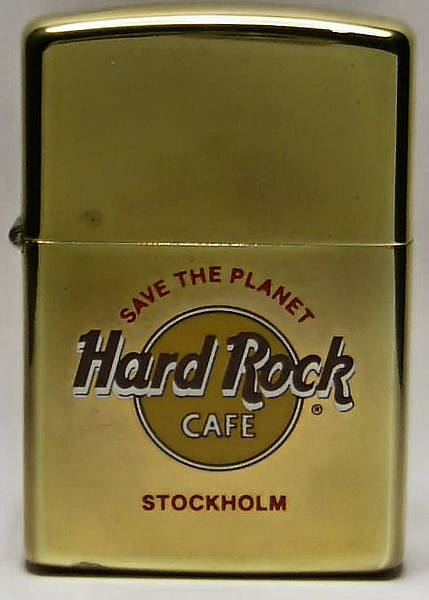 SAVE THE PLANET
Hard Rock
CAFE ®
STOCKHOLM